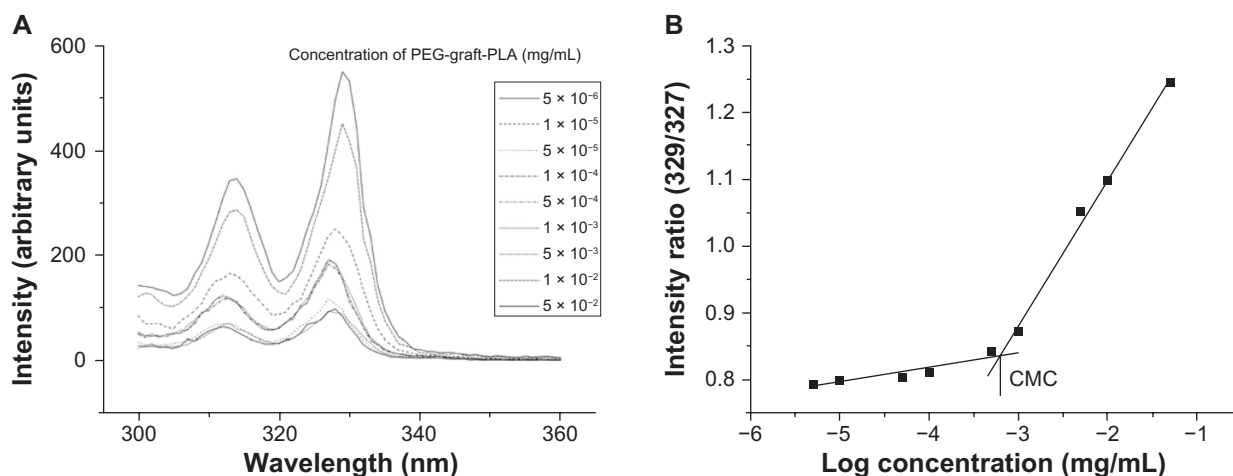 A
Intensity (arbitrary units)
600
400
200
0
300
320
340
360
Wavelength (nm)
Concentration of PEG-graft-PLA (mg/mL)
5 × 10⁻⁶
1 × 10⁻⁵
5 × 10⁻⁵
1 × 10⁻⁴
5 × 10⁻⁴
1 × 10⁻³
5 × 10⁻³
1 × 10⁻²
5 × 10⁻²
B
Intensity ratio (329/327)
1.3
1.2
1.1
1.0
0.9
0.8
CMC
−6
−5
−4
−3
−2
−1
Log concentration (mg/mL)